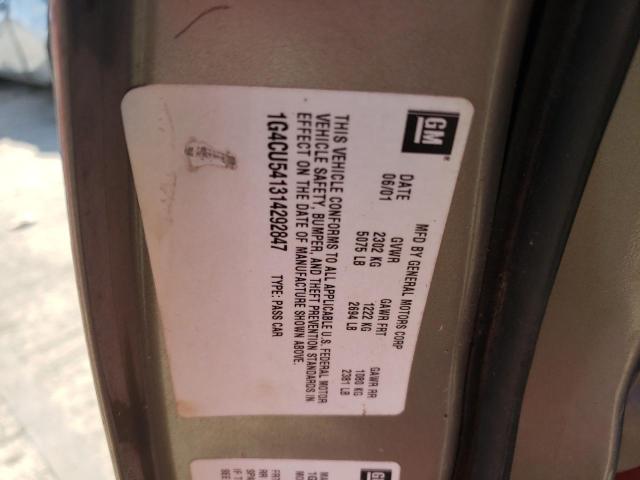 GM
MFD BY GENERAL MOTORS CORP
DATE GVWR GAWR FRT GAWR RR
06/01 2302 KG 1222 KG 1080 KG
5075 LB 2694 LB 2381 LB
THIS VEHICLE CONFORMS TO ALL APPLICABLE U.S. FEDERAL MOTOR
VEHICLE SAFETY, BUMPER, AND THEFT PREVENTION STANDARDS IN
EFFECT ON THE DATE OF MANUFACTURE SHOWN ABOVE.
1G4CU541314292847 TYPE: PASS CAR
GM